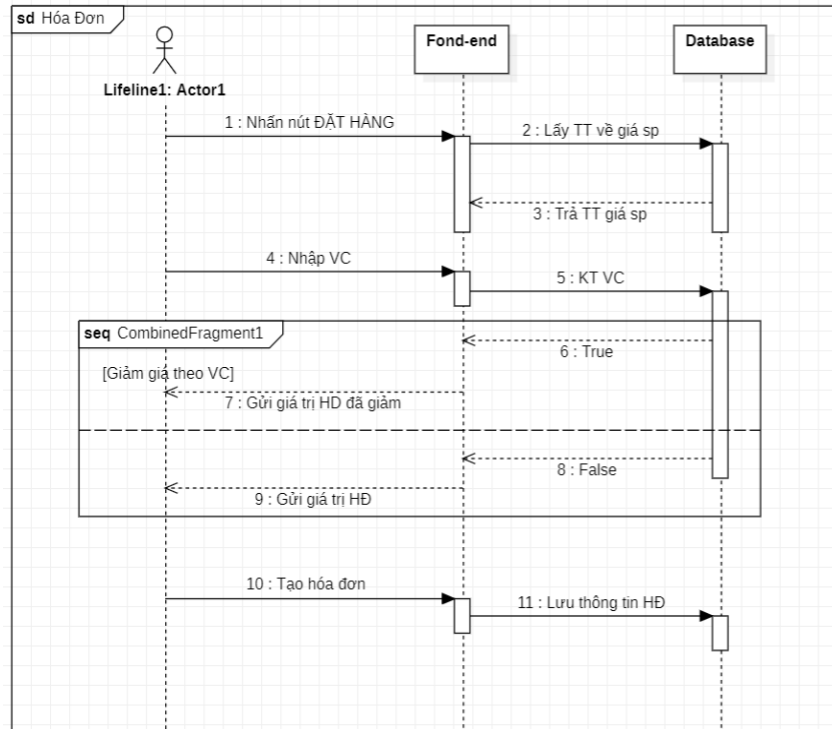 sd Hóa Đơn
Lifeline1: Actor1
Fond-end
Database
1 : Nhấn nút ĐẶT HÀNG
2 : Lấy TT về giá sp
3 : Trả TT giá sp
4 : Nhập VC
5 : KT VC
seq CombinedFragment1
6 : True
[Giảm giá theo VC]
7 : Gửi giá trị HD đã giảm
8 : False
9 : Gửi giá trị HĐ
10 : Tạo hóa đơn
11 : Lưu thông tin HĐ